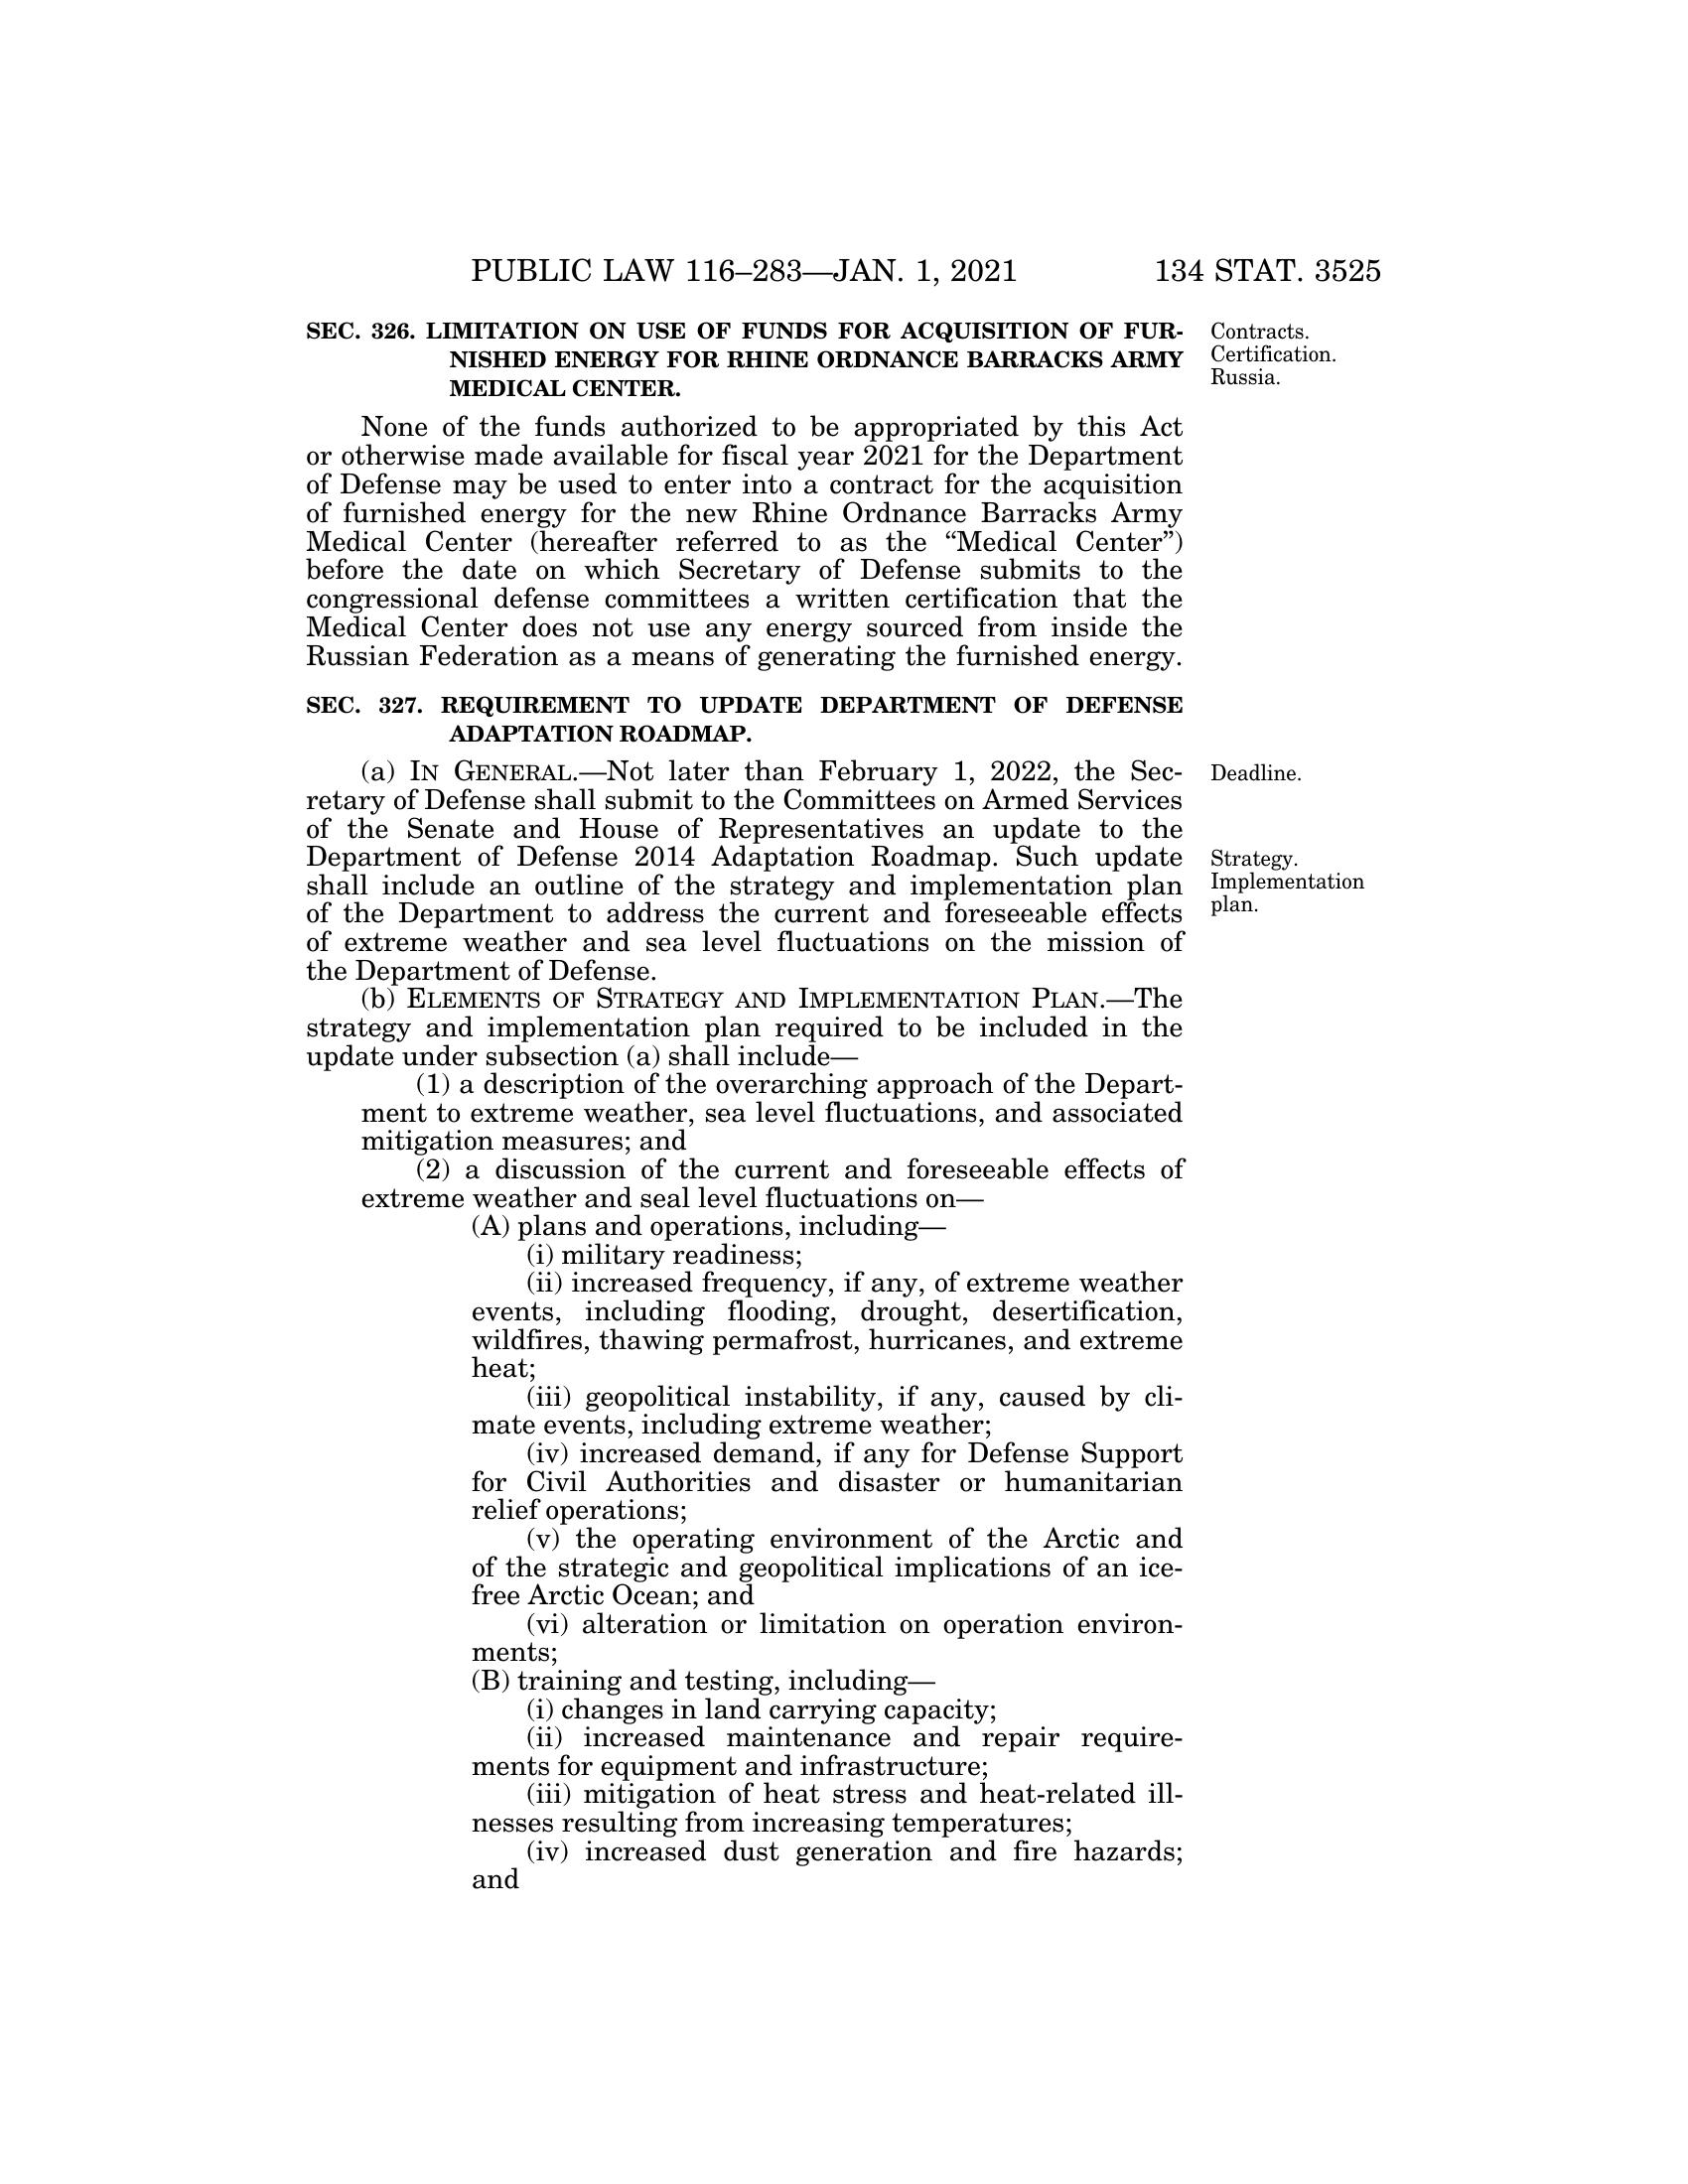 PUBLIC LAW 116–283—JAN. 1, 2021 134 STAT. 3525
SEC. 326. LIMITATION ON USE OF FUNDS FOR ACQUISITION OF FUR-
NISHED ENERGY FOR RHINE ORDNANCE BARRACKS ARMY
MEDICAL CENTER.
Contracts.
Certification.
Russia.
None of the funds authorized to be appropriated by this Act
or otherwise made available for fiscal year 2021 for the Department
of Defense may be used to enter into a contract for the acquisition
of furnished energy for the new Rhine Ordnance Barracks Army
Medical Center (hereafter referred to as the “Medical Center”)
before the date on which Secretary of Defense submits to the
congressional defense committees a written certification that the
Medical Center does not use any energy sourced from inside the
Russian Federation as a means of generating the furnished energy.
SEC. 327. REQUIREMENT TO UPDATE DEPARTMENT OF DEFENSE
ADAPTATION ROADMAP.
(a) IN GENERAL.—Not later than February 1, 2022, the Sec-
retary of Defense shall submit to the Committees on Armed Services
of the Senate and House of Representatives an update to the
Department of Defense 2014 Adaptation Roadmap. Such update
shall include an outline of the strategy and implementation plan
of the Department to address the current and foreseeable effects
of extreme weather and sea level fluctuations on the mission of
the Department of Defense.
Deadline.
Strategy.
Implementation
plan.
(b) ELEMENTS OF STRATEGY AND IMPLEMENTATION PLAN.—The
strategy and implementation plan required to be included in the
update under subsection (a) shall include—
(1) a description of the overarching approach of the Depart-
ment to extreme weather, sea level fluctuations, and associated
mitigation measures; and
(2) a discussion of the current and foreseeable effects of
extreme weather and seal level fluctuations on—
(A) plans and operations, including—
(i) military readiness;
(ii) increased frequency, if any, of extreme weather
events, including flooding, drought, desertification,
wildfires, thawing permafrost, hurricanes, and extreme
heat;
(iii) geopolitical instability, if any, caused by cli-
mate events, including extreme weather;
(iv) increased demand, if any for Defense Support
for Civil Authorities and disaster or humanitarian
relief operations;
(v) the operating environment of the Arctic and
of the strategic and geopolitical implications of an ice-
free Arctic Ocean; and
(vi) alteration or limitation on operation environ-
ments;
(B) training and testing, including—
(i) changes in land carrying capacity;
(ii) increased maintenance and repair require-
ments for equipment and infrastructure;
(iii) mitigation of heat stress and heat-related ill-
nesses resulting from increasing temperatures;
(iv) increased dust generation and fire hazards;
and